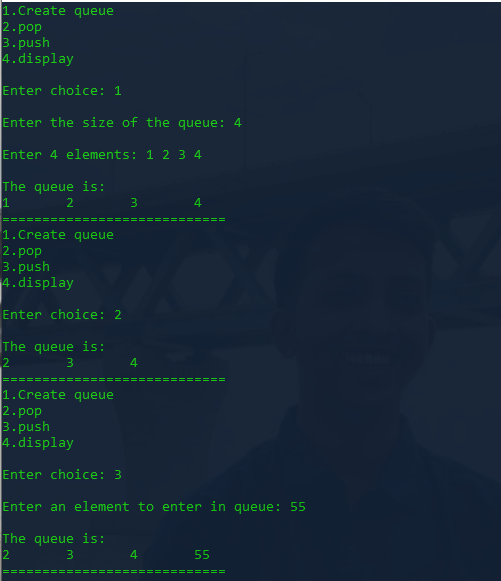 1.Create queue
2.pop
3.push
4.display
Enter choice: 1
Enter the size of the queue: 4
Enter 4 elements: 1 2 3 4
The queue is:
1 2 3 4
============================
1.Create queue
2.pop
3.push
4.display
Enter choice: 2
The queue is:
2 3 4
============================
1.Create queue
2.pop
3.push
4.display
Enter choice: 3
Enter an element to enter in queue: 55
The queue is:
2 3 4 55
============================